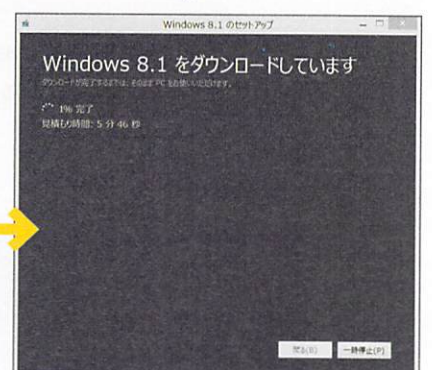 Windows 8.1 のセットアップ
Windows 8.1 をダウンロードしています
ダウンロードが完了するまでは、そのまま PC をお使いいただけます。
1% 完了
見積もり時間: 5 分 46 秒
戻る(B)
一時停止(P)